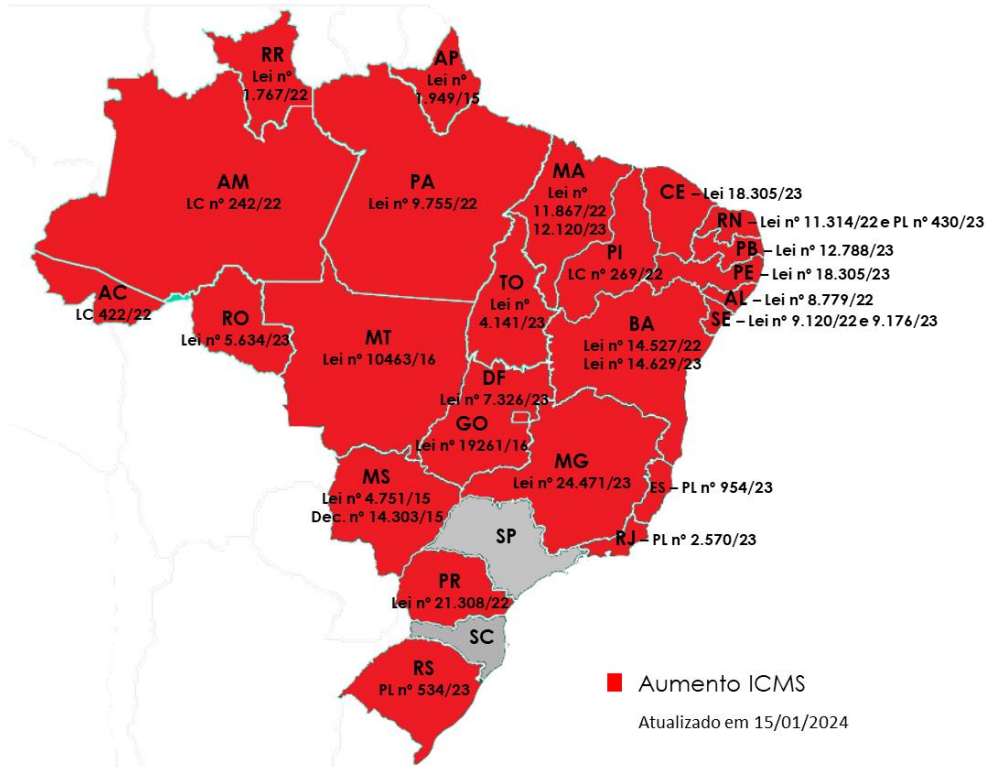 RR
Lei nº
1.767/22
AP
Lei nº
1.949/15
AM
LC nº 242/22
PA
Lei nº 9.755/22
MA
Lei nº
11.867/22
12.120/23
CE – Lei 18.305/23
RN – Lei nº 11.314/22 e PL nº 430/23
PB – Lei nº 12.788/23
PE – Lei nº 18.305/23
AL – Lei nº 8.779/22
SE – Lei nº 9.120/22 e 9.176/23
PI
LC nº 269/22
TO
Lei nº
4.141/23
AC
LC 422/22
RO
Lei nº 5.634/23
MT
Lei nº 10463/16
BA
Lei nº 14.527/22
Lei nº 14.629/23
DF
Lei nº 7.326/23
GO
Lei nº 19261/16
MG
Lei nº 24.471/23
ES – PL nº 954/23
MS
Lei nº 4.751/15
Dec. nº 14.303/15
SP
RJ – PL nº 2.570/23
PR
Lei nº 21.308/22
SC
RS
PL nº 534/23
Aumento ICMS
Atualizado em 15/01/2024